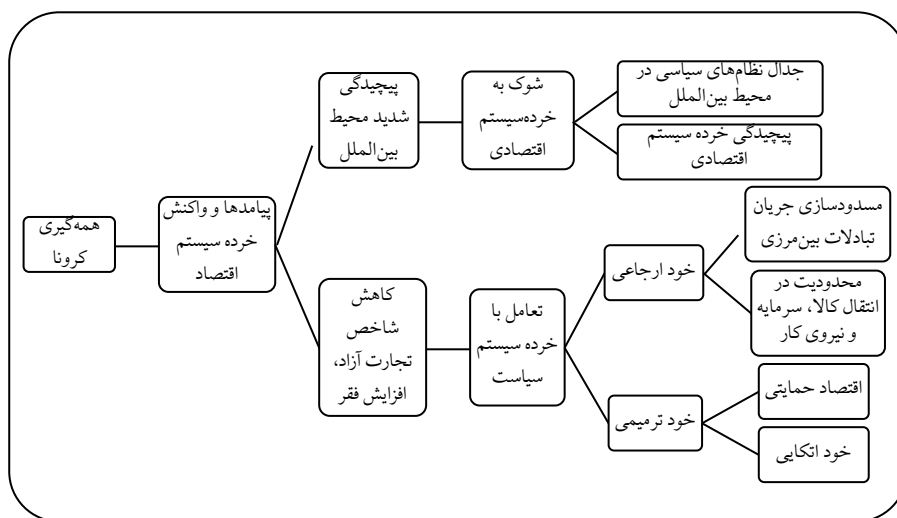 همه‌گیری
کرونا
پیامدها و واکنش
خرده سیستم
اقتصاد
پیچیدگی
شدید محیط
بین‌الملل
شوک به
خرده‌سیستم
اقتصادی
جدال نظام‌های سیاسی در
محیط بین‌الملل
پیچیدگی خرده سیستم
اقتصادی
کاهش
شاخص
تجارت آزاد،
افزایش فقر
تعامل با
خرده سیستم
سیاست
خود ارجاعی
مسدودسازی جریان
تبادلات بین‌مرزی
محدودیت در
انتقال کالا، سرمایه
و نیروی کار
خود ترمیمی
اقتصاد حمایتی
خود اتکایی